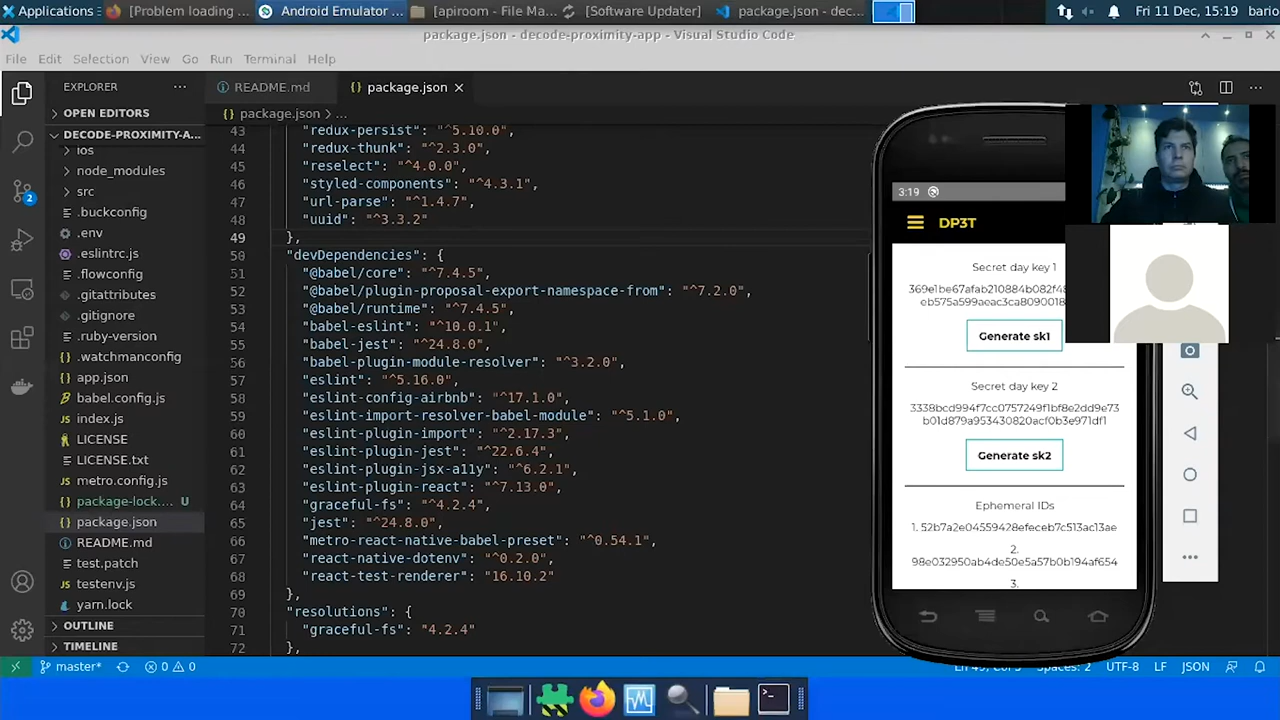 Applications
[Problem loading ...
Android Emulator ...
[apiroom - File Ma...
[Software Updater]
package.json - dec...
Fri 11 Dec, 15:19
bario
package.json - decode-proximity-app - Visual Studio Code
File Edit Selection View Go Run Terminal Help
EXPLORER
README.md
package.json
OPEN EDITORS
package.json > ...
DECODE-PROXIMITY-A...
ios
node_modules
src
.buckconfig
.env
.eslintrc.js
.flowconfig
.gitattributes
.gitignore
.ruby-version
.watchmanconfig
app.json
babel.config.js
index.js
LICENSE
LICENSE.txt
metro.config.js
package-lock.... U
package.json
README.md
test.patch
testenv.js
yarn.lock
OUTLINE
TIMELINE
2
43 "redux-persist": "^5.10.0",
44 "redux-thunk": "^2.3.0",
45 "reselect": "^4.0.0",
46 "styled-components": "^4.3.1",
47 "url-parse": "^1.4.7",
48 "uuid": "^3.3.2"
49 },
50 "devDependencies": {
51 "@babel/core": "^7.4.5",
52 "@babel/plugin-proposal-export-namespace-from": "^7.2.0",
53 "@babel/runtime": "^7.4.5",
54 "babel-eslint": "^10.0.1",
55 "babel-jest": "^24.8.0",
56 "babel-plugin-module-resolver": "^3.2.0",
57 "eslint": "^5.16.0",
58 "eslint-config-airbnb": "^17.1.0",
59 "eslint-import-resolver-babel-module": "^5.1.0",
60 "eslint-plugin-import": "^2.17.3",
61 "eslint-plugin-jest": "^22.6.4",
62 "eslint-plugin-jsx-a11y": "^6.2.1",
63 "eslint-plugin-react": "^7.13.0",
64 "graceful-fs": "^4.2.4",
65 "jest": "^24.8.0",
66 "metro-react-native-babel-preset": "^0.54.1",
67 "react-native-dotenv": "^0.2.0",
68 "react-test-renderer": "16.10.2"
69 },
70 "resolutions": {
71 "graceful-fs": "4.2.4"
72 },
3:19
DP3T
Secret day key 1
369e1be67afab210884b082f48
eb575a599aeac3ca8090018
Generate sk1
Secret day key 2
3338bcd994f7cc0757249f1bf8e2dd9e73
b01d879a953430820acf0b3e971df1
Generate sk2
Ephemeral IDs
1. 52b7a2e04559428efeceb7c513ac13ae
2.
98e032950ab4de50e5a57b0b194af654
3.
master*
0 0
Spaces: 2
UTF-8
LF
JSON